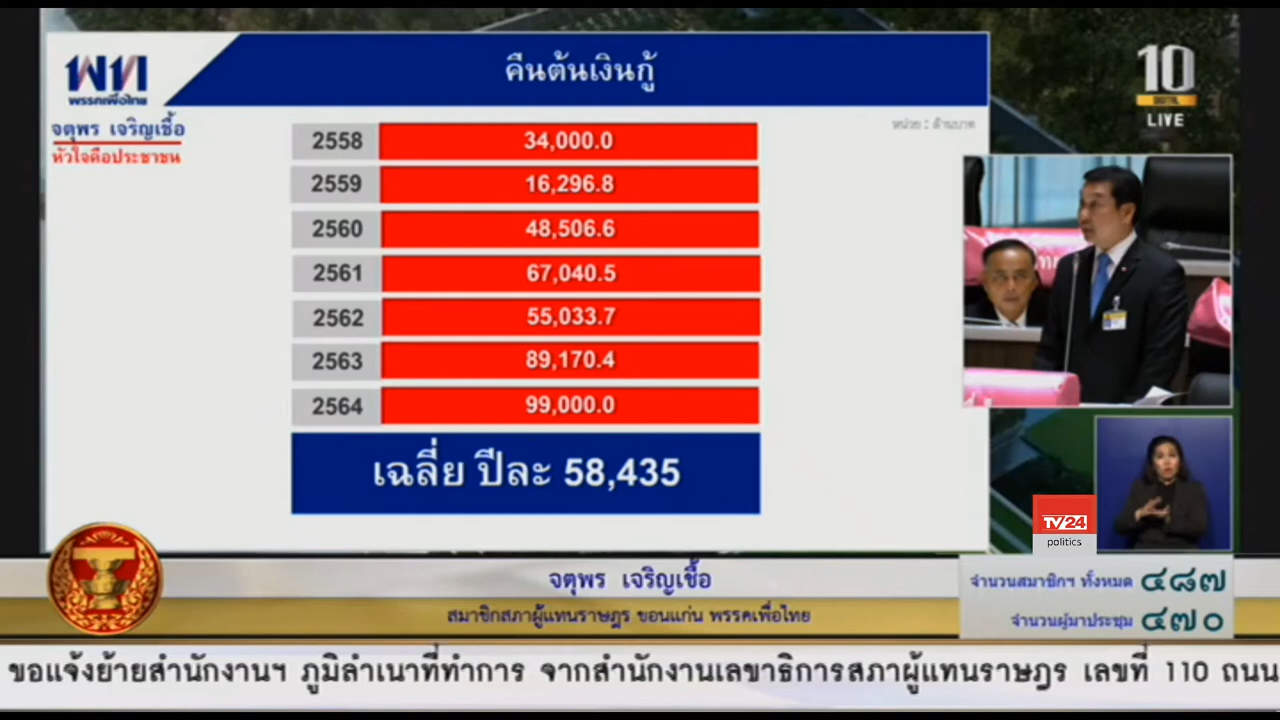 พท
พรรคเพื่อไทย
จตุพร เจริญเชื้อ
หัวใจคือประชาชน
คืนต้นเงินกู้
หน่วย : ล้านบาท
2558 34,000.0
2559 16,296.8
2560 48,506.6
2561 67,040.5
2562 55,033.7
2563 89,170.4
2564 99,000.0
เฉลี่ย ปีละ 58,435
10
DIGITAL
LIVE
TV24
politics
จตุพร เจริญเชื้อ
สมาชิกสภาผู้แทนราษฎร ขอนแก่น พรรคเพื่อไทย
จำนวนสมาชิกฯ ทั้งหมด ๔๘๗
จำนวนผู้มาประชุม ๔๗๐
ขอแจ้งย้ายสำนักงานฯ ภูมิลำเนาที่ทำการ จากสำนักงานเลขาธิการสภาผู้แทนราษฎร เลขที่ 110 ถนน